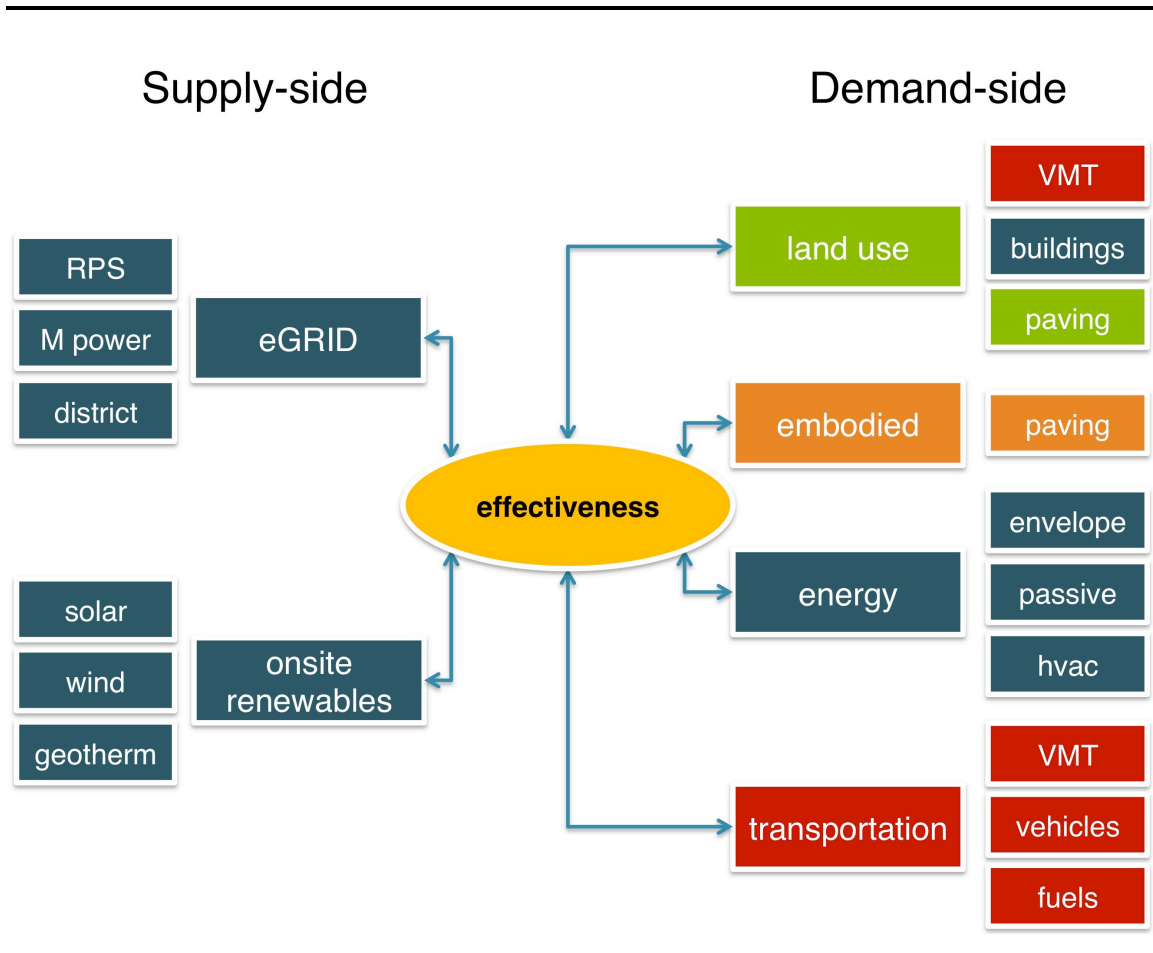 Supply-side
Demand-side
RPS
M power
district
eGRID
solar
wind
geotherm
onsite
renewables
effectiveness
land use
VMT
buildings
paving
embodied
paving
energy
envelope
passive
hvac
transportation
VMT
vehicles
fuels